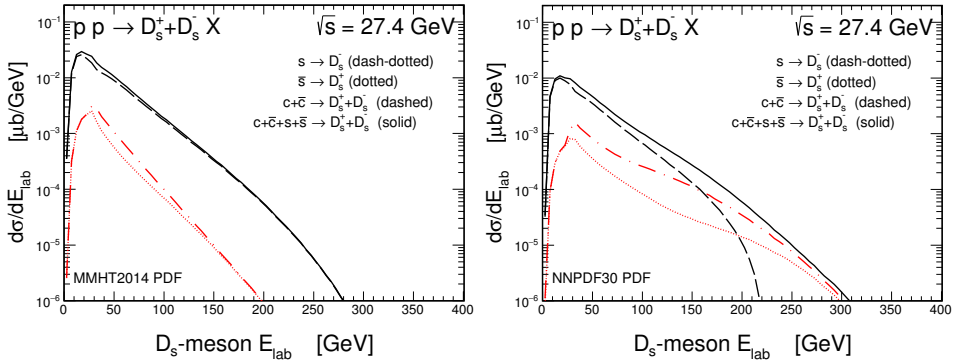 p p → D_s^+ + D_s^- X √s = 27.4 GeV
s → D_s^- (dash-dotted)
s̄ → D_s^+ (dotted)
c+c̄ → D_s^+ + D_s^- (dashed)
c+c̄+s+s̄ → D_s^+ + D_s^- (solid)
dσ/dE_lab [μb/GeV]
10^-1
10^-2
10^-3
10^-4
10^-5
10^-6
MMHT2014 PDF
0 50 100 150 200 250 300 350 400
D_s-meson E_lab [GeV]
p p → D_s^+ + D_s^- X √s = 27.4 GeV
s → D_s^- (dash-dotted)
s̄ → D_s^+ (dotted)
c+c̄ → D_s^+ + D_s^- (dashed)
c+c̄+s+s̄ → D_s^+ + D_s^- (solid)
dσ/dE_lab [μb/GeV]
10^-1
10^-2
10^-3
10^-4
10^-5
10^-6
NNPDF30 PDF
0 50 100 150 200 250 300 350 400
D_s-meson E_lab [GeV]